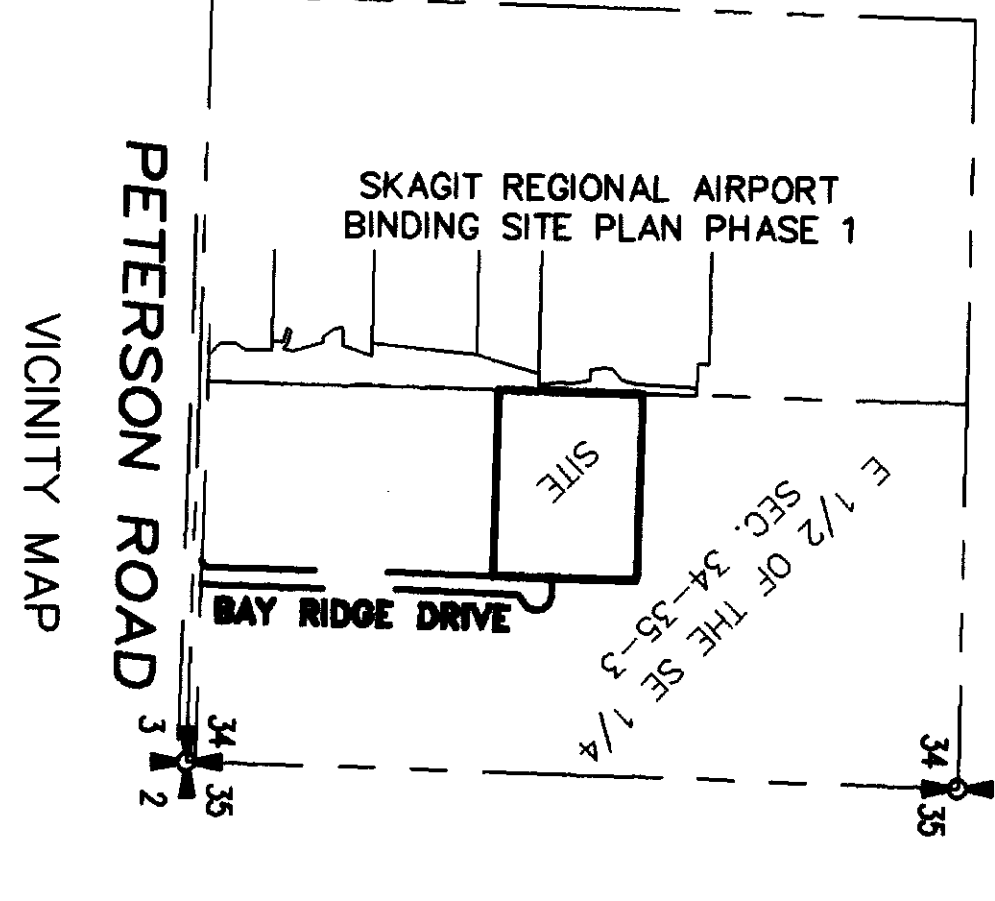 SKAGIT REGIONAL AIRPORT
BINDING SITE PLAN PHASE 1
PETERSON ROAD
VICINITY MAP
SITE
E 1/2 OF THE SE 1/4
SEC. 34-35-3
BAY RIDGE DRIVE
3
34
2
35
34
35